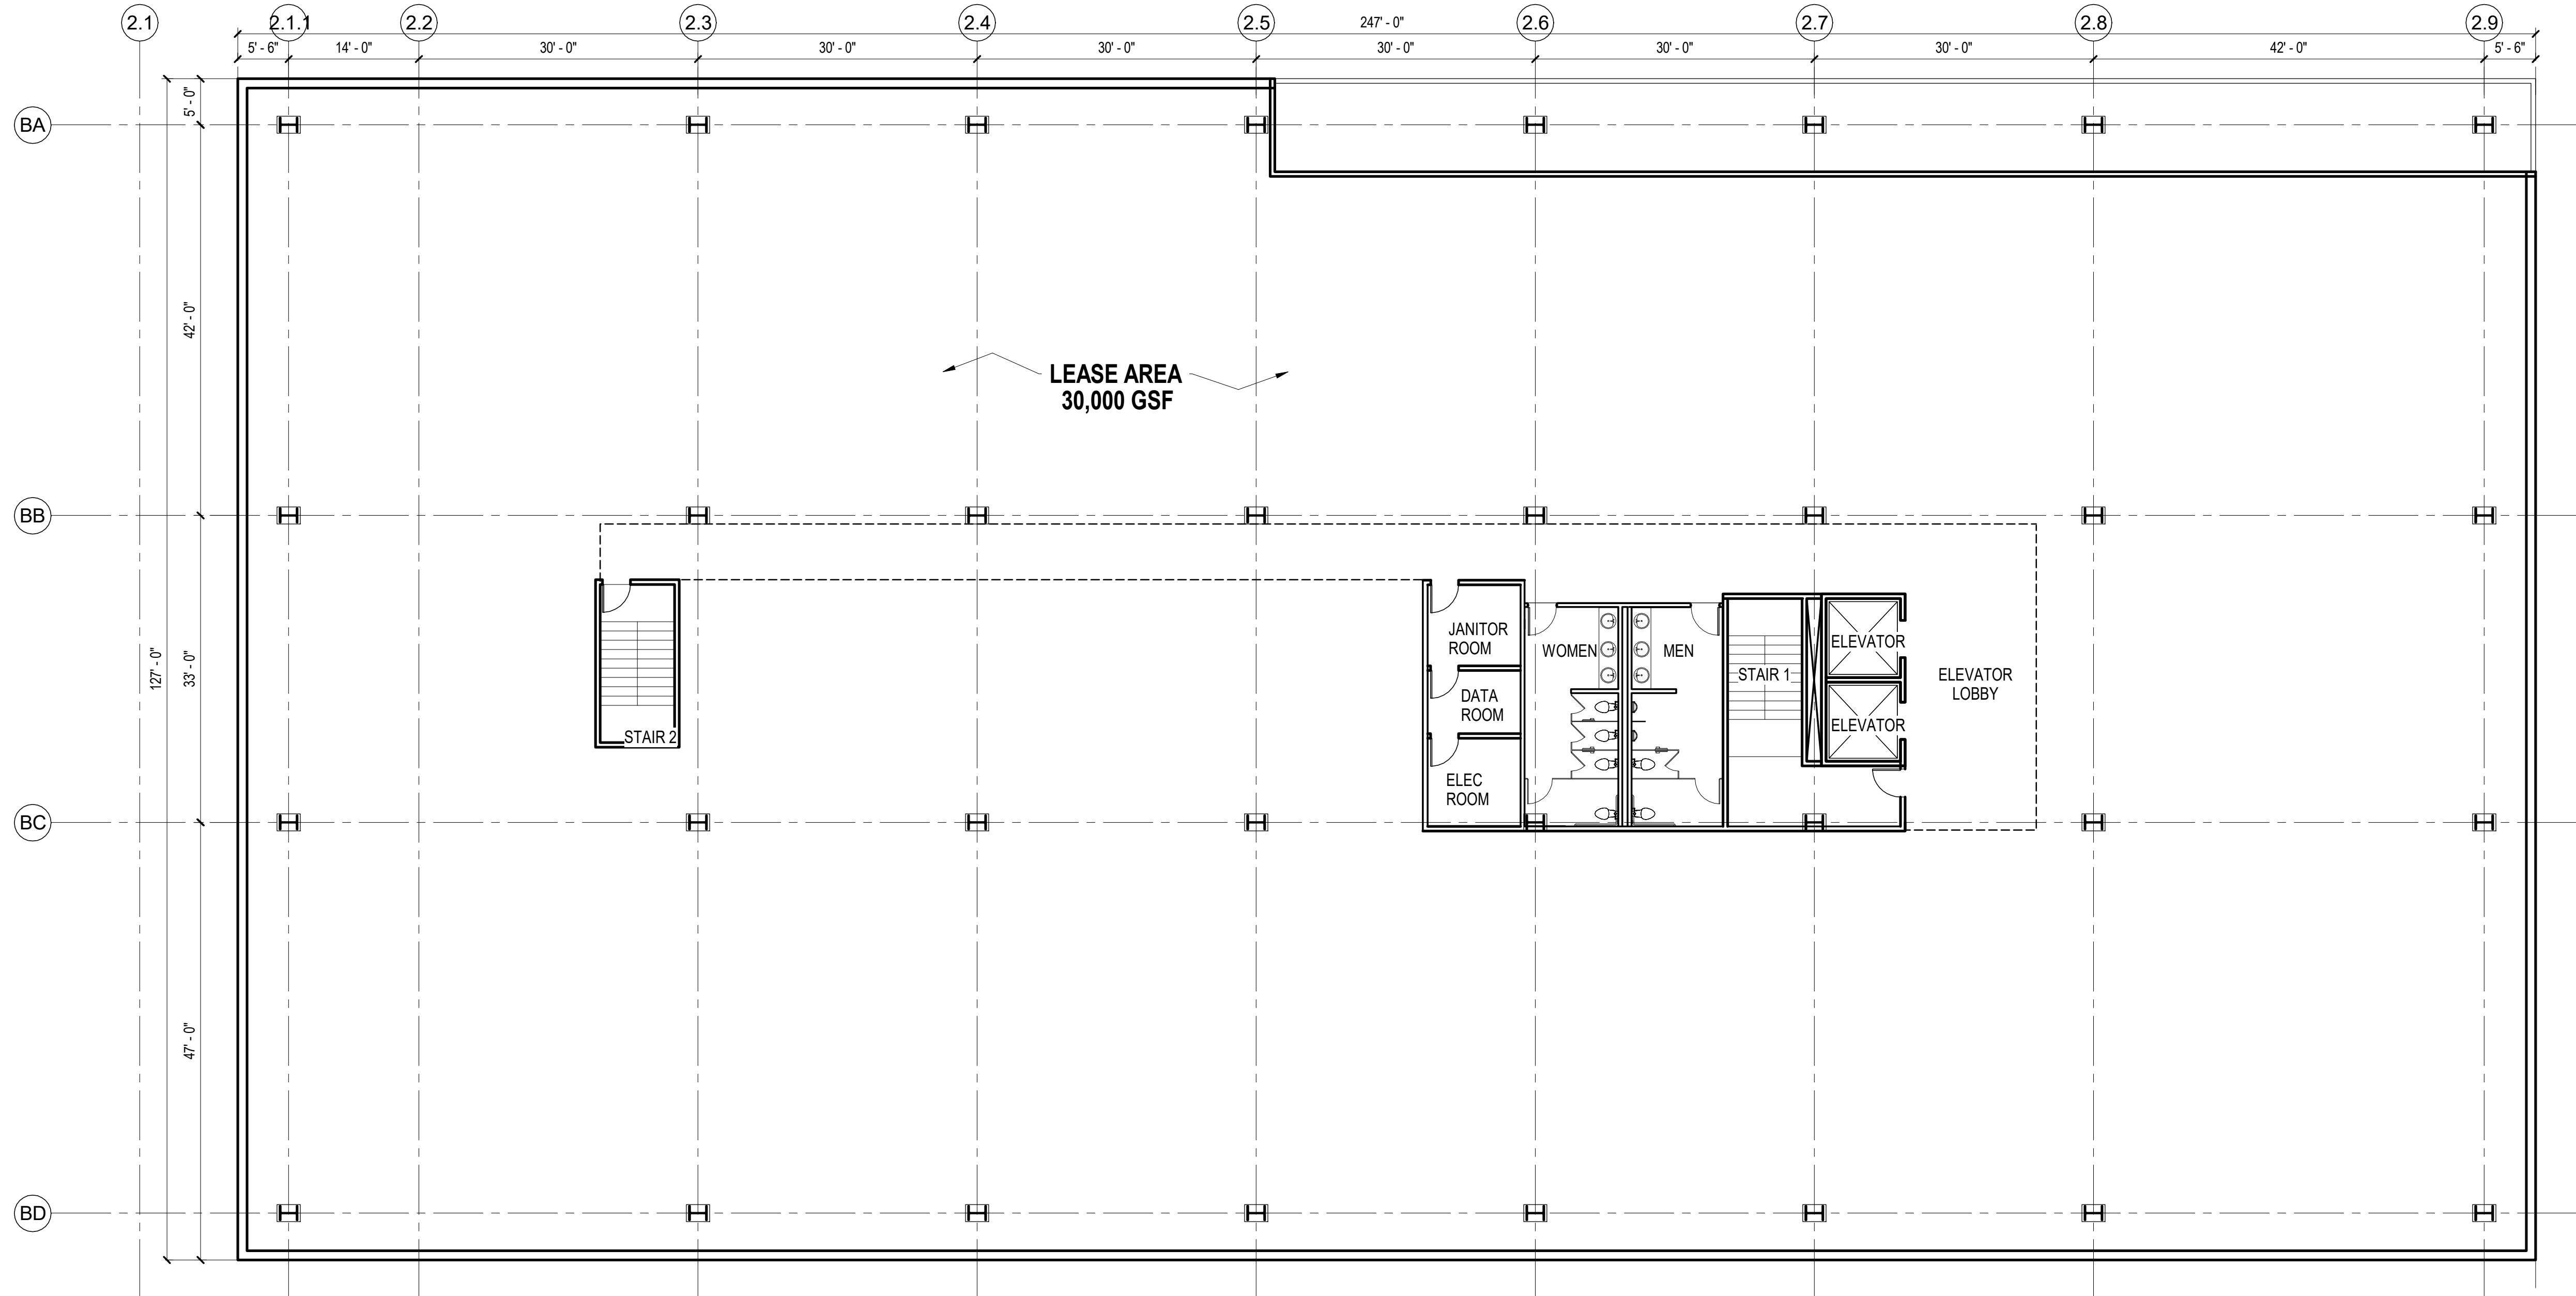 2.1
2.1.1
2.2
2.3
2.4
2.5
247' - 0"
2.6
2.7
2.8
2.9
5' - 6"
14' - 0"
30' - 0"
30' - 0"
30' - 0"
30' - 0"
30' - 0"
30' - 0"
42' - 0"
5' - 6"
5' - 0"
BA
42' - 0"
LEASE AREA
30,000 GSF
BB
127' - 0"
33' - 0"
JANITOR
ROOM
WOMEN
MEN
ELEVATOR
STAIR 1
ELEVATOR
LOBBY
DATA
ROOM
ELEVATOR
STAIR 2
ELEC
ROOM
BC
47' - 0"
BD